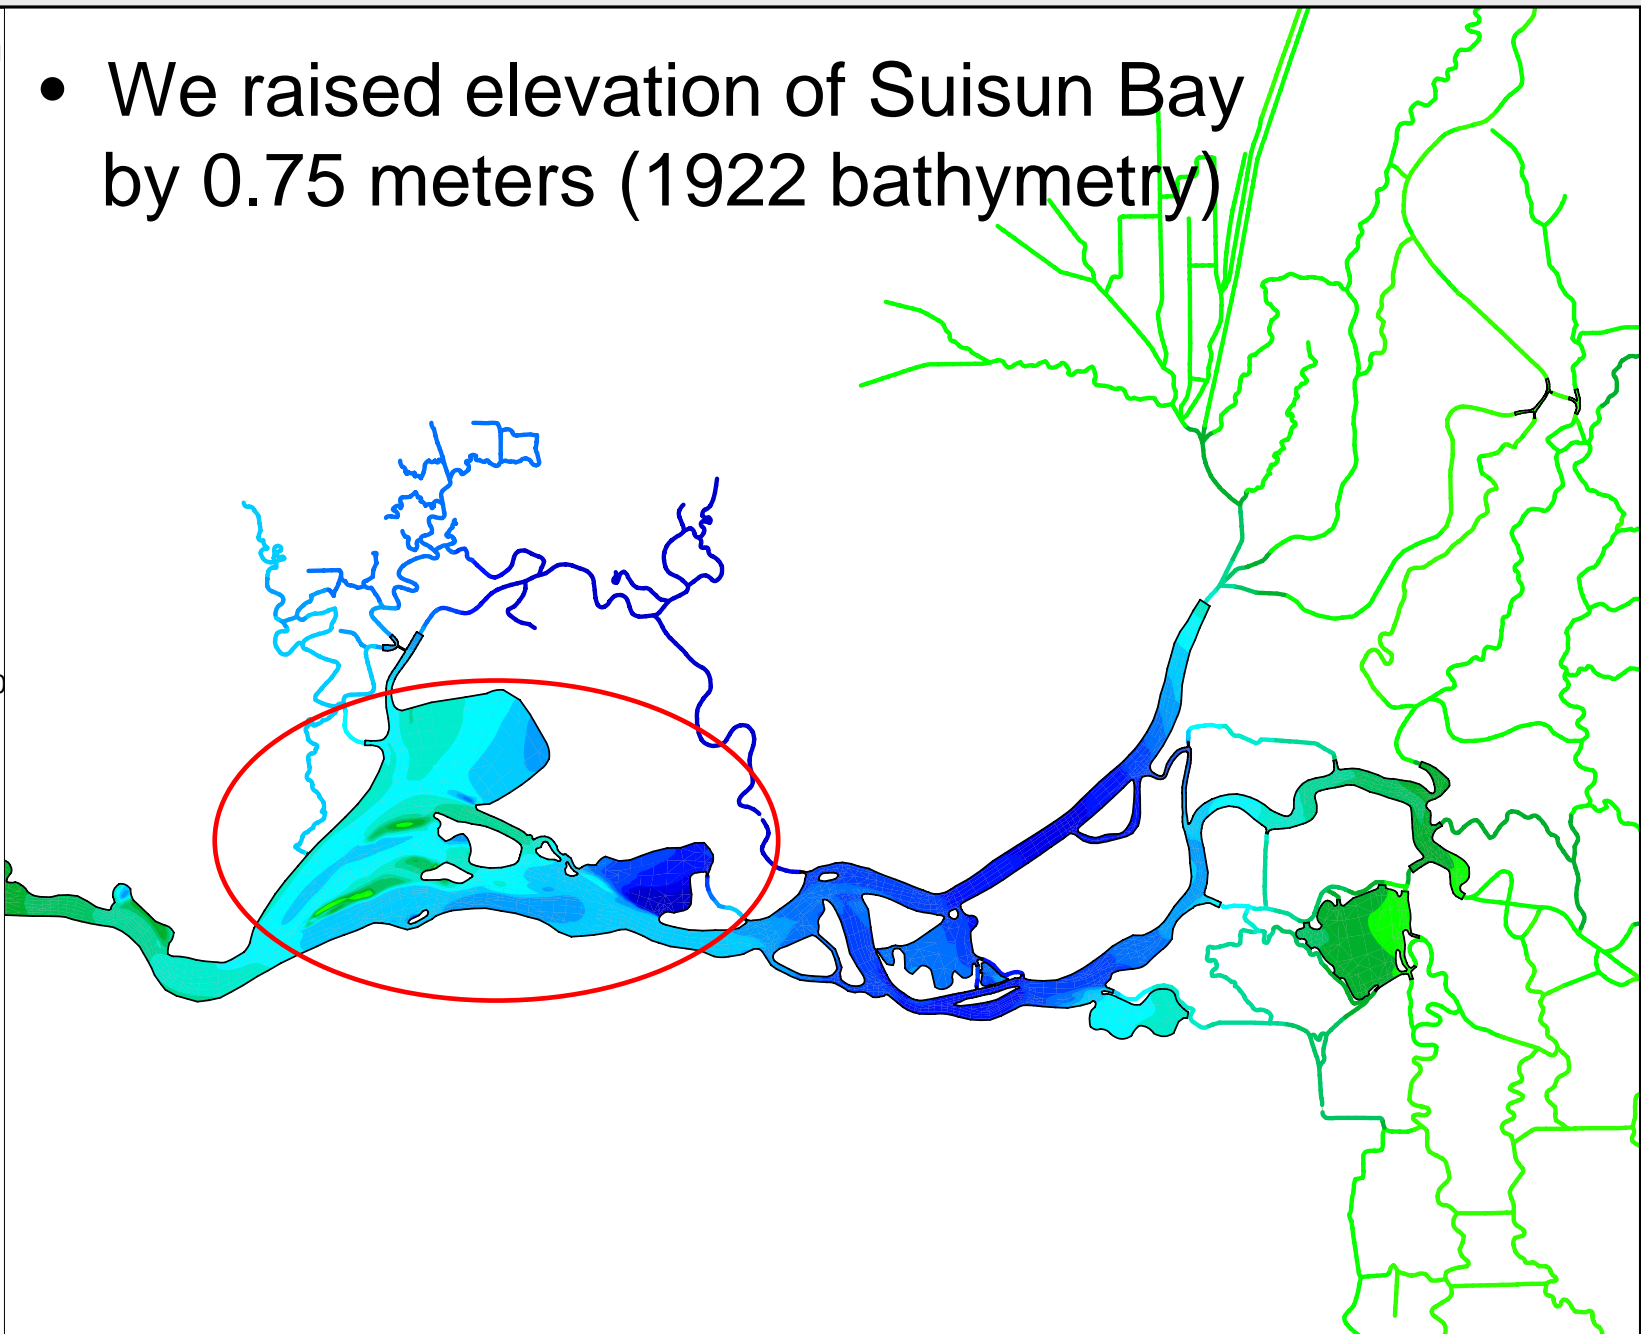 • We raised elevation of Suisun Bay
by 0.75 meters (1922 bathymetry)